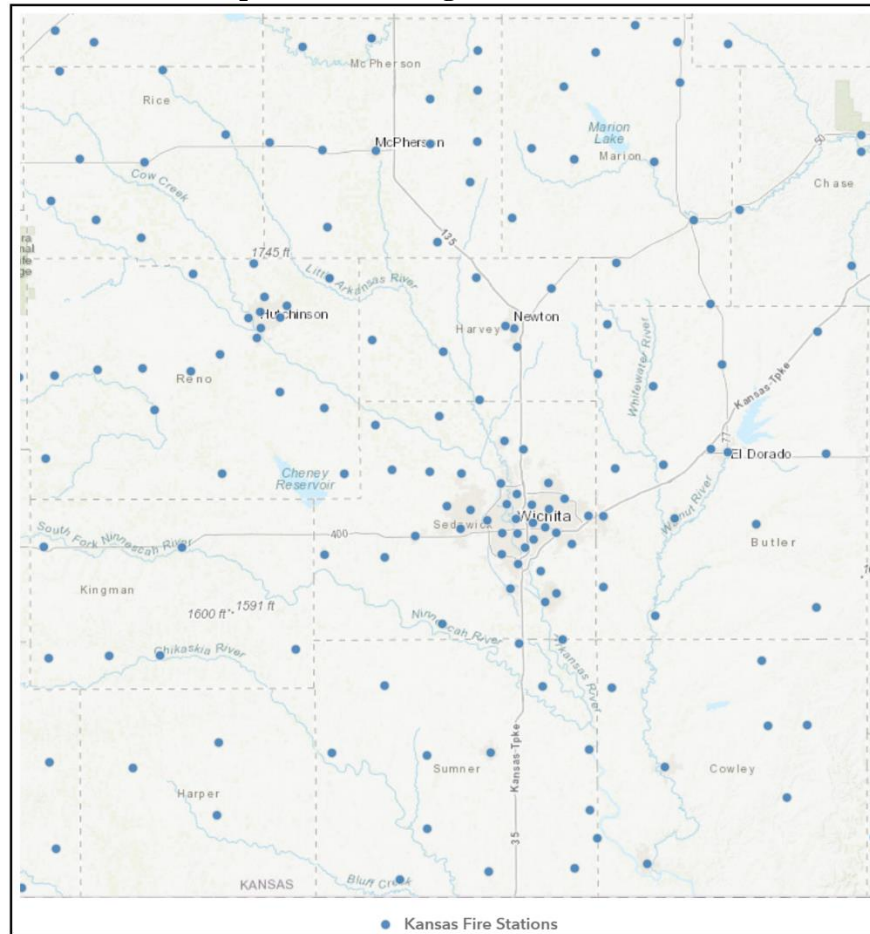 McPherson
Rice
Marion
Lake
McPherson
Marion
50
Chase
Cow Creek
135
1745 ft
Little Arkansas River
Hutchinson
Newton
Harvey
Whitewater River
Reno
Kansas-Tpke
77
El Dorado
Cheney
Reservoir
Wichita
Sedgwick
Walnut River
400
South Fork Ninnescah River
Butler
Kingman
1600 ft
1591 ft
Ninnescah River
Chikaskia River
Arkansas River
Kansas-Tpke
Sumner
Cowley
Harper
35
KANSAS
Bluff Creek
Kansas Fire Stations